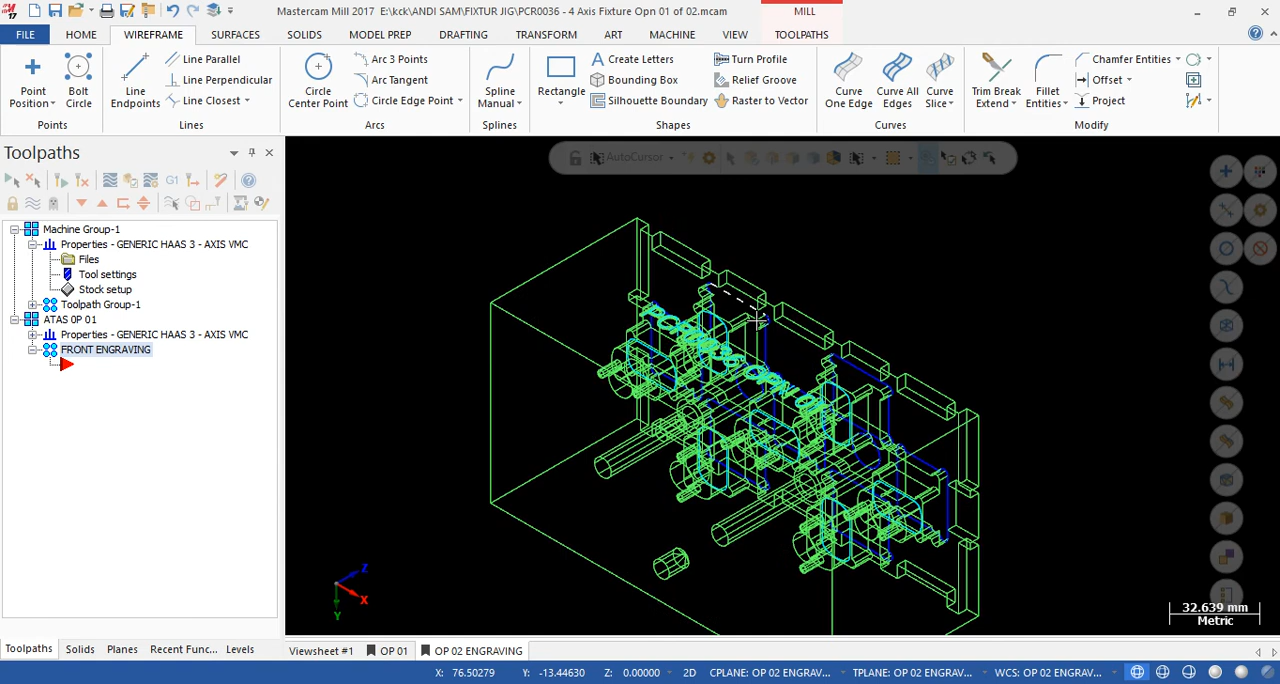 17
Mastercam Mill 2017 E:\kck\ANDI SAM\FIXTUR JIG\PCR0036 - 4 Axis Fixture Opn 01 of 02.mcam
MILL
FILE HOME WIREFRAME SURFACES SOLIDS MODEL PREP DRAFTING TRANSFORM ART MACHINE VIEW TOOLPATHS
Point Position
Bolt Circle
Points
Line Endpoints
Line Parallel
Line Perpendicular
Line Closest
Lines
Circle Center Point
Arc 3 Points
Arc Tangent
Circle Edge Point
Arcs
Spline Manual
Splines
Rectangle
Create Letters
Bounding Box
Silhouette Boundary
Turn Profile
Relief Groove
Raster to Vector
Shapes
Curve One Edge
Curve All Edges
Curve Slice
Curves
Trim Break Extend
Fillet Entities
Chamfer Entities
Offset
Project
Modify
Toolpaths
G1
AutoCursor
Machine Group-1
Properties - GENERIC HAAS 3 - AXIS VMC
Files
Tool settings
Stock setup
Toolpath Group-1
ATAS 0P 01
Properties - GENERIC HAAS 3 - AXIS VMC
FRONT ENGRAVING
Z
X
Y
32.639 mm
Metric
Toolpaths Solids Planes Recent Func... Levels
Viewsheet #1 OP 01 OP 02 ENGRAVING
X: 76.50279 Y: -13.44630 Z: 0.00000 2D CPLANE: OP 02 ENGRAV... TPLANE: OP 02 ENGRAV... WCS: OP 02 ENGRAV...